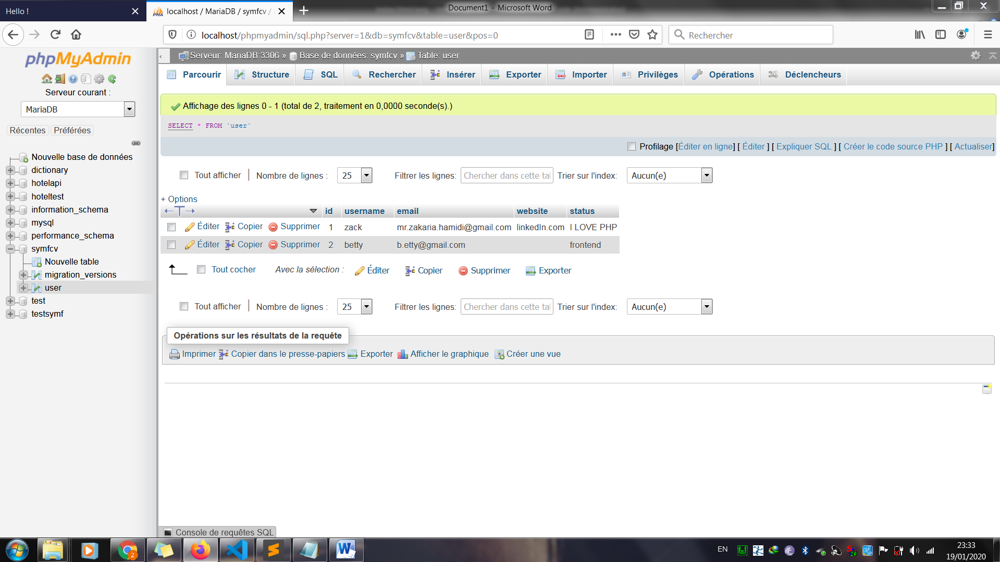 Hello !
localhost / MariaDB / symfcv /
Document1 - Microsoft Word
localhost/phpmyadmin/sql.php?server=1&db=symfcv&table=user&pos=0
Rechercher
phpMyAdmin
Serveur courant :
MariaDB
Récentes Préférées
Nouvelle base de données
dictionary
hotelapi
hoteltest
information_schema
mysql
performance_schema
symfcv
Nouvelle table
migration_versions
user
test
testsymf
Serveur: MariaDB:3306 » Base de données: symfcv » Table: user
Parcourir Structure SQL Rechercher Insérer Exporter Importer Privilèges Opérations Déclencheurs
Affichage des lignes 0 - 1 (total de 2, traitement en 0,0000 seconde(s).)
SELECT * FROM `user`
Profilage [Éditer en ligne] [ Éditer ] [ Expliquer SQL ] [ Créer le code source PHP ] [ Actualiser]
Tout afficher Nombre de lignes : 25 Filtrer les lignes: Chercher dans cette tal Trier sur l'index: Aucun(e)
+ Options
id username email website status
Éditer Copier Supprimer 1 zack mr.zakaria.hamidi@gmail.com linkedIn.com I LOVE PHP
Éditer Copier Supprimer 2 betty b.etty@gmail.com frontend
Tout cocher Avec la sélection : Éditer Copier Supprimer Exporter
Tout afficher Nombre de lignes : 25 Filtrer les lignes: Chercher dans cette tal Trier sur l'index: Aucun(e)
Opérations sur les résultats de la requête
Imprimer Copier dans le presse-papiers Exporter Afficher le graphique Créer une vue
Console de requêtes SQL
EN
23:33
19/01/2020